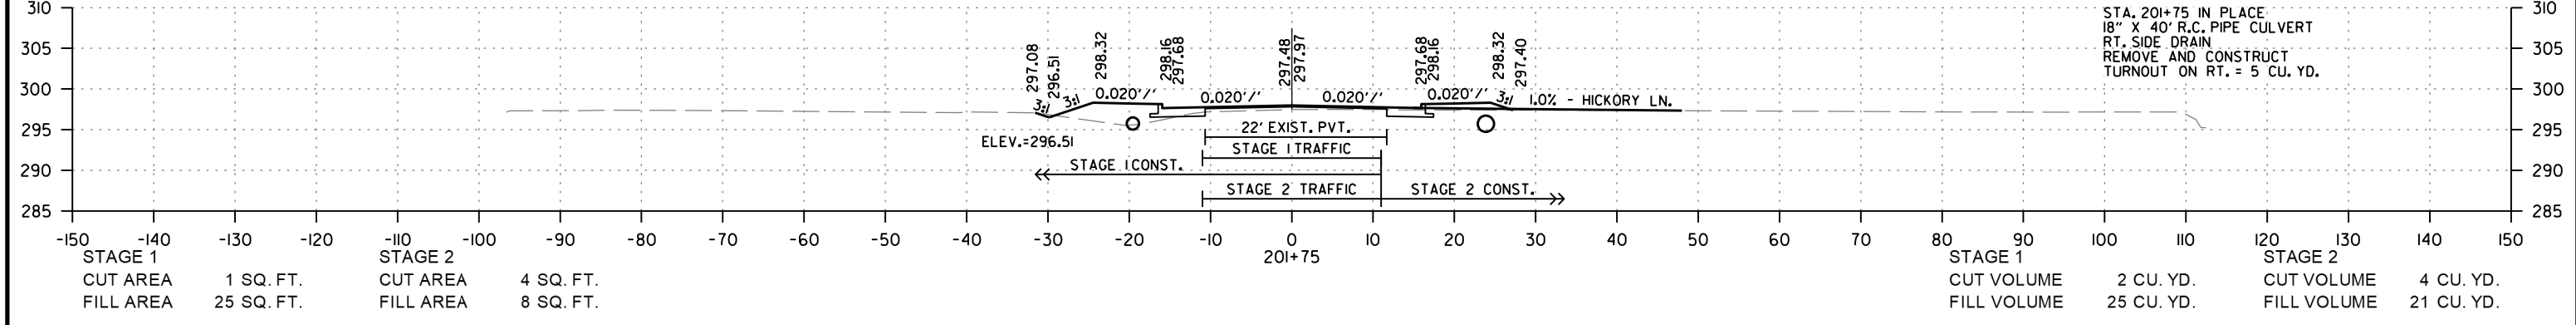 310
305
300
295
290
285
310
305
300
295
290
285
STA. 201+75 IN PLACE
18" X 40' R.C. PIPE CULVERT
RT. SIDE DRAIN
REMOVE AND CONSTRUCT
TURNOUT ON RT. = 5 CU. YD.
297.08
296.51
298.32
298.16
297.68
297.48
297.97
297.68
298.16
298.32
297.40
3:1
3:1
0.020'/'
0.020'/'
0.020'/'
0.020'/'
3:1
1.0% - HICKORY LN.
ELEV.=296.51
22' EXIST. PVT.
STAGE 1 TRAFFIC
STAGE 1 CONST.
STAGE 2 TRAFFIC
STAGE 2 CONST.
-150 -140 -130 -120 -110 -100 -90 -80 -70 -60 -50 -40 -30 -20 -10 0 10 20 30 40 50 60 70 80 90 100 110 120 130 140 150
201+75
STAGE 1
CUT AREA 1 SQ. FT.
FILL AREA 25 SQ. FT.
STAGE 2
CUT AREA 4 SQ. FT.
FILL AREA 8 SQ. FT.
STAGE 1
CUT VOLUME 2 CU. YD.
FILL VOLUME 25 CU. YD.
STAGE 2
CUT VOLUME 4 CU. YD.
FILL VOLUME 21 CU. YD.